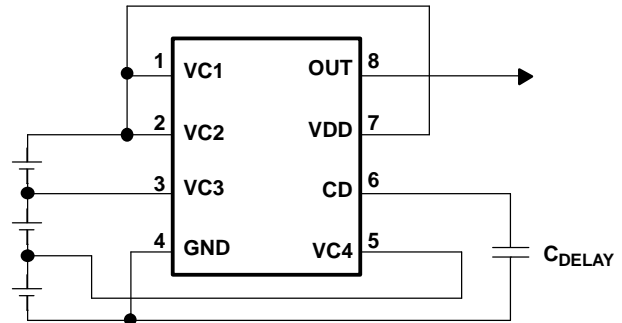 1 VC1 OUT 8
2 VC2 VDD 7
3 VC3 CD 6
4 GND VC4 5
CDELAY